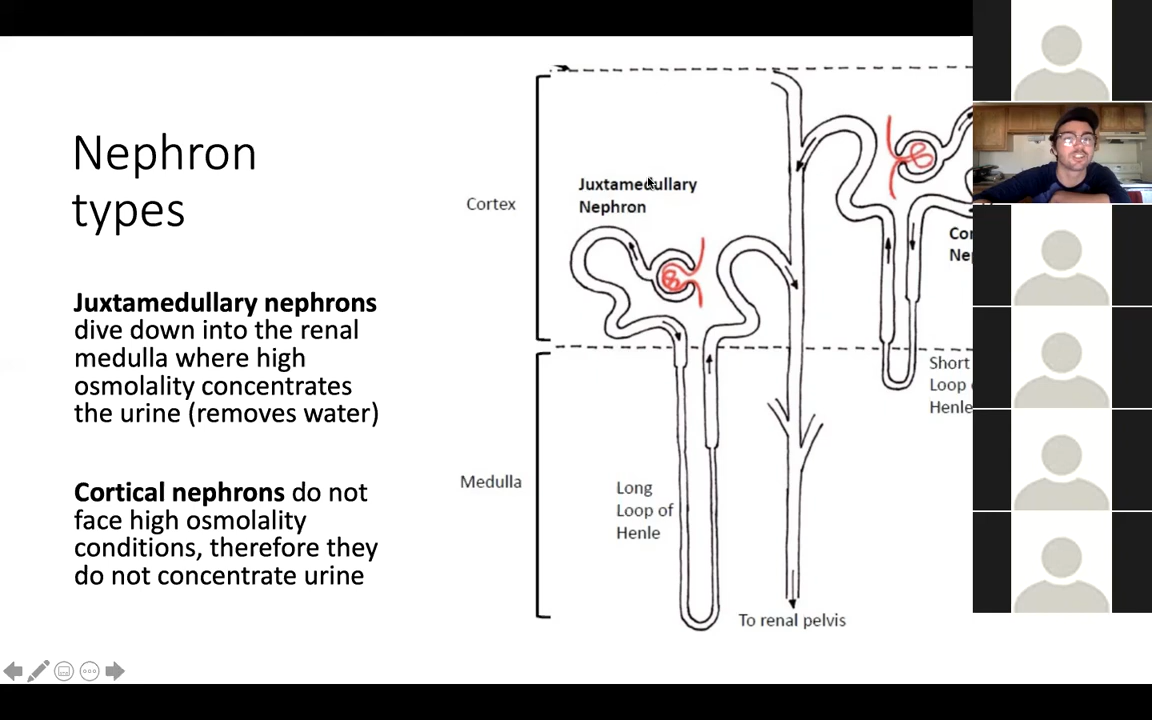 Nephron
types
Juxtamedullary nephrons
dive down into the renal
medulla where high
osmolality concentrates
the urine (removes water)
Cortical nephrons do not
face high osmolality
conditions, therefore they
do not concentrate urine
Cortex
Juxtamedullary
Nephron
Medulla
Long
Loop of
Henle
To renal pelvis
Short
Loop
Henle